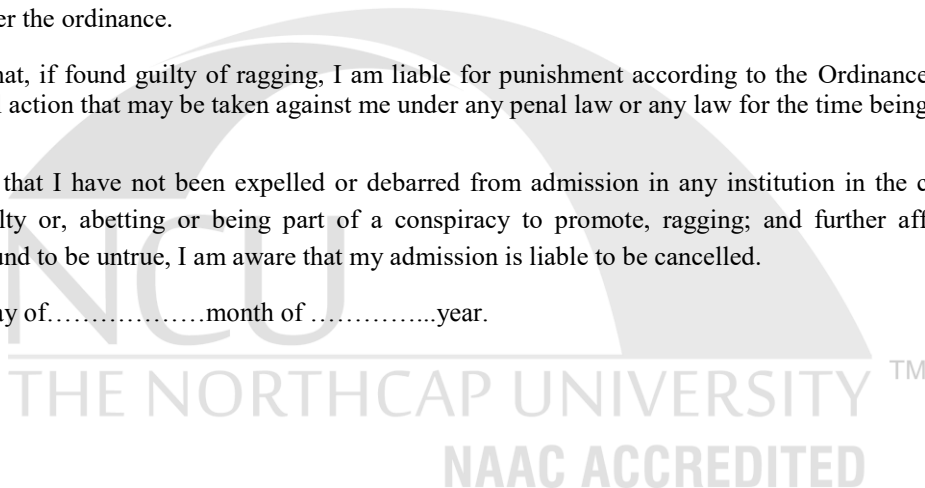 er the ordinance.
hat, if found guilty of ragging, I am liable for punishment according to the Ordinance
action that may be taken against me under any penal law or any law for the time being
that I have not been expelled or debarred from admission in any institution in the c
lty or, abetting or being part of a conspiracy to promote, ragging; and further aff
und to be untrue, I am aware that my admission is liable to be cancelled.
ay of………………month of …………...year.
NCU
THE NORTHCAP UNIVERSITY TM
NAAC ACCREDITED